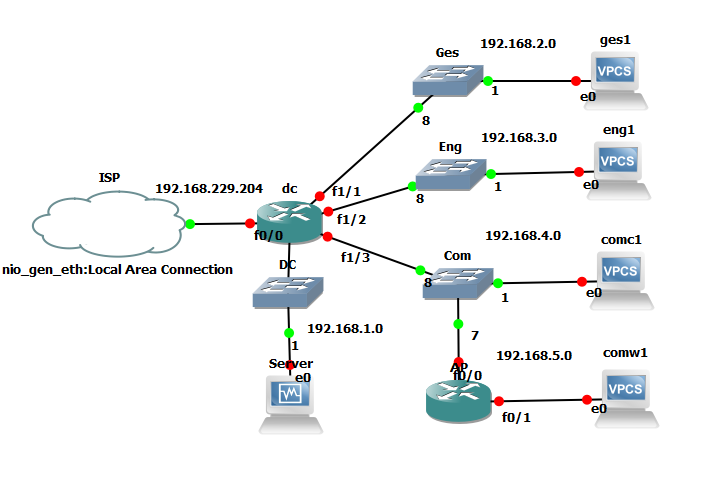 192.168.2.0
ges1
Ges
VPCS
1
e0
8
192.168.3.0
eng1
Eng
VPCS
1
e0
8
ISP
192.168.229.204
dc
f1/1
f1/2
f0/0
f1/3
nio_gen_eth:Local Area Connection
DC
192.168.4.0
comc1
Com
VPCS
8
1
e0
192.168.1.0
1
7
Server
e0
192.168.5.0
comw1
AP
f0/0
VPCS
f0/1
e0